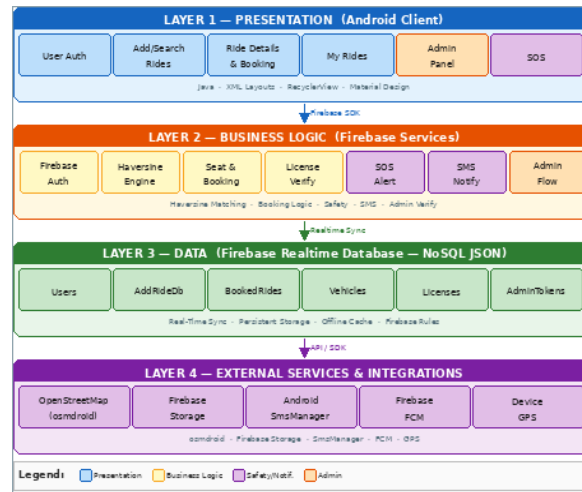 LAYER 1 — PRESENTATION (Android Client)
User Auth
Add/Search
Rides
Ride Details
& Booking
My Rides
Admin
Panel
SOS
Java · XML Layouts · RecyclerView · Material Design
Firebase SDK
LAYER 2 — BUSINESS LOGIC (Firebase Services)
Firebase
Auth
Haversine
Engine
Seat &
Booking
License
Verify
SOS
Alert
SMS
Notify
Admin
Flow
Haversine Matching · Booking Logic · Safety · SMS · Admin Verify
Realtime Sync
LAYER 3 — DATA (Firebase Realtime Database — NoSQL JSON)
Users
AddRideDb
BookedRides
Vehicles
Licenses
AdminTokens
Real-Time Sync · Persistent Storage · Offline Cache · Firebase Rules
API / SDK
LAYER 4 — EXTERNAL SERVICES & INTEGRATIONS
OpenStreetMap
(osmdroid)
Firebase
Storage
Android
SmsManager
Firebase
FCM
Device
GPS
osmdroid · Firebase Storage · SmsManager · FCM · GPS
Legend: Presentation Business Logic Safety/Notif. Admin